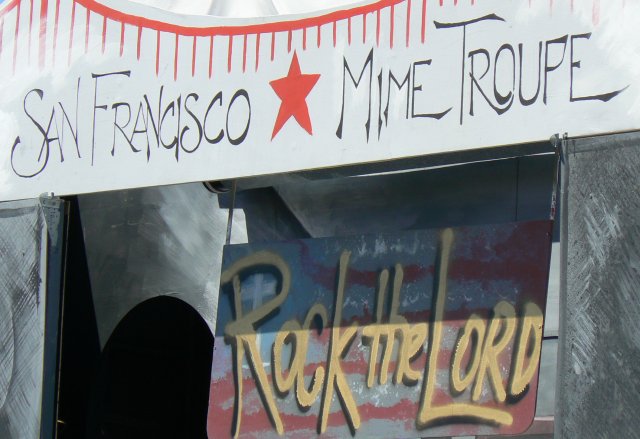 San Francisco ★ Mime Troupe
Rock the Lord